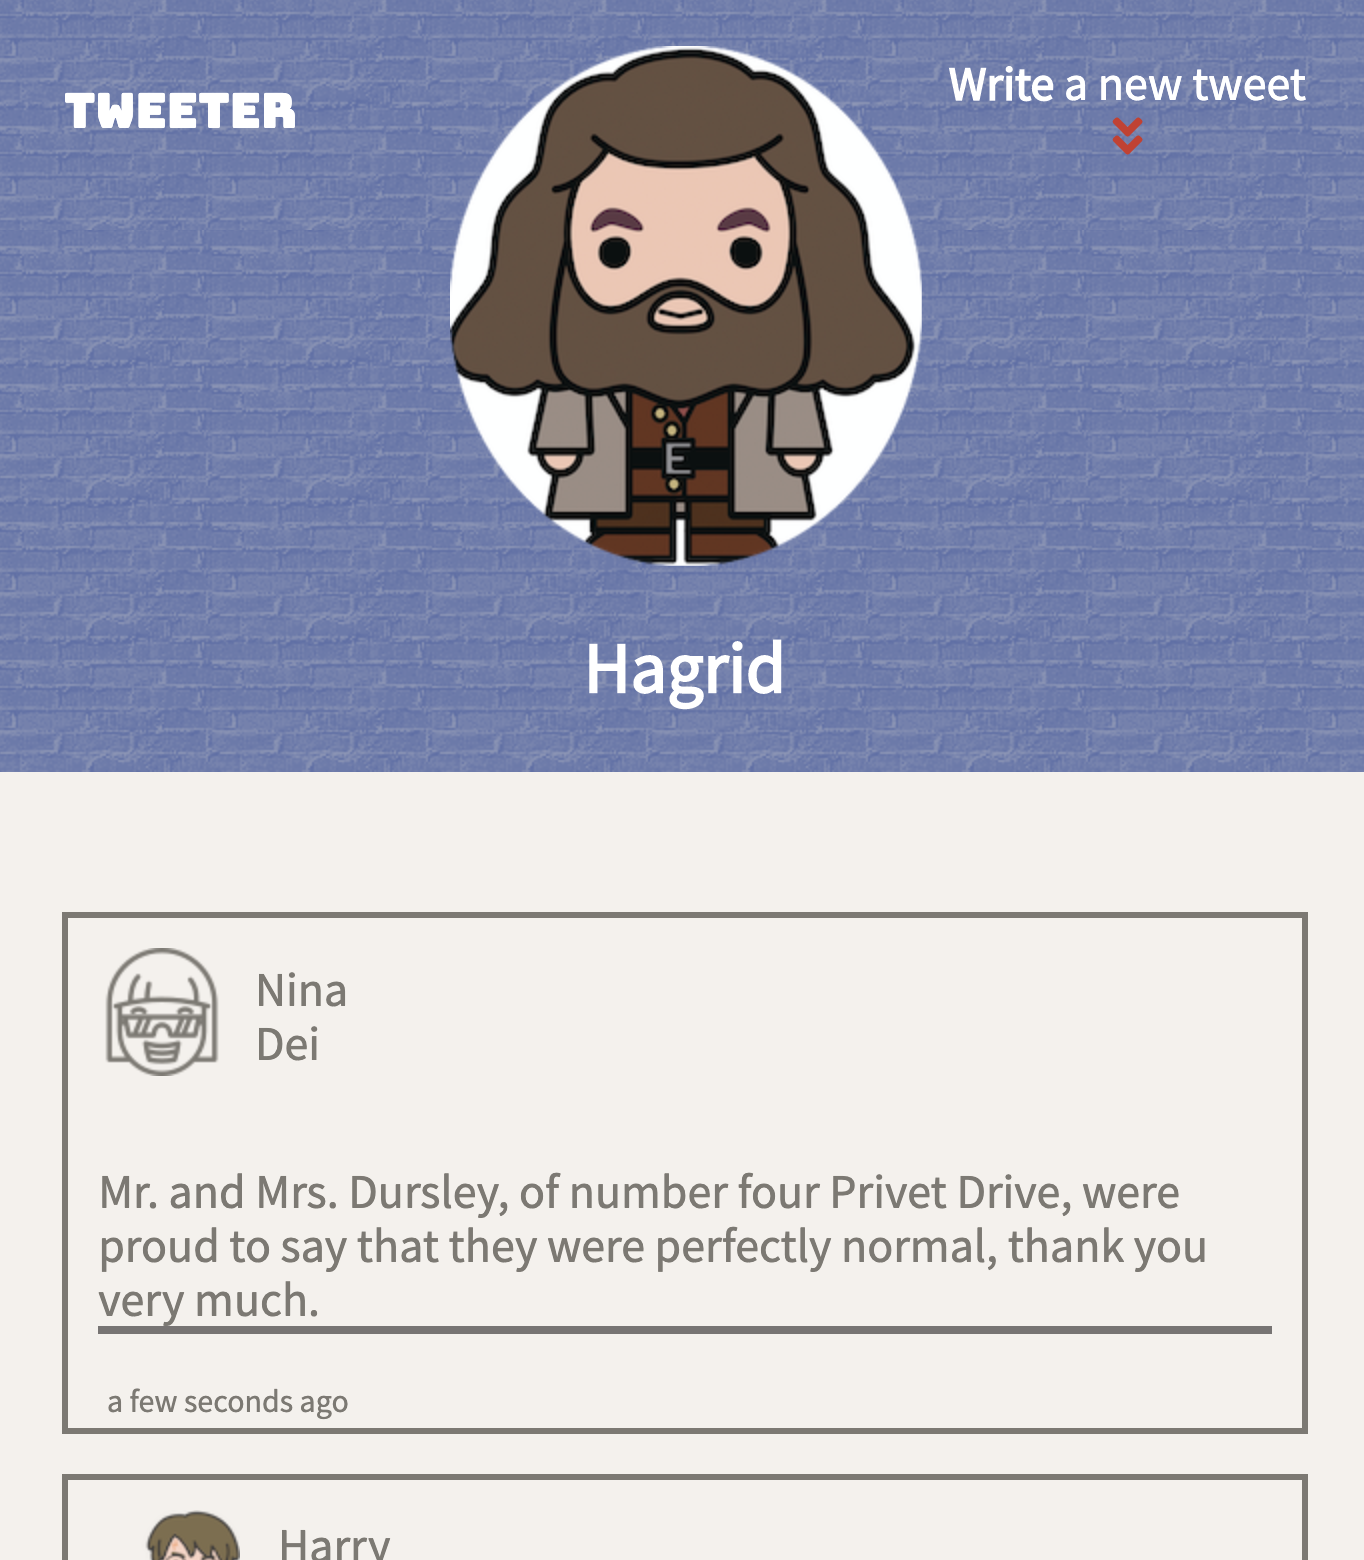 TWEETER
Write a new tweet
E
Hagrid
Nina
Dei
Mr. and Mrs. Dursley, of number four Privet Drive, were
proud to say that they were perfectly normal, thank you
very much.
a few seconds ago
Harry